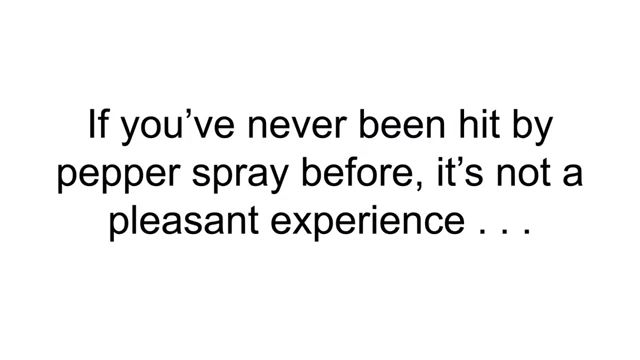 If you’ve never been hit by
pepper spray before, it’s not a
pleasant experience . . .